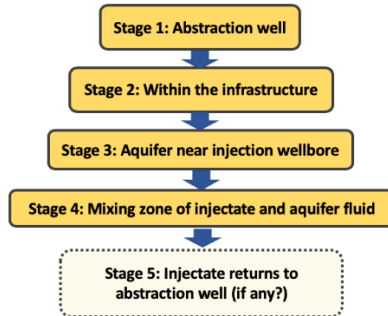 Stage 1: Abstraction well
Stage 2: Within the infrastructure
Stage 3: Aquifer near injection wellbore
Stage 4: Mixing zone of injectate and aquifer fluid
Stage 5: Injectate returns to
abstraction well (if any?)